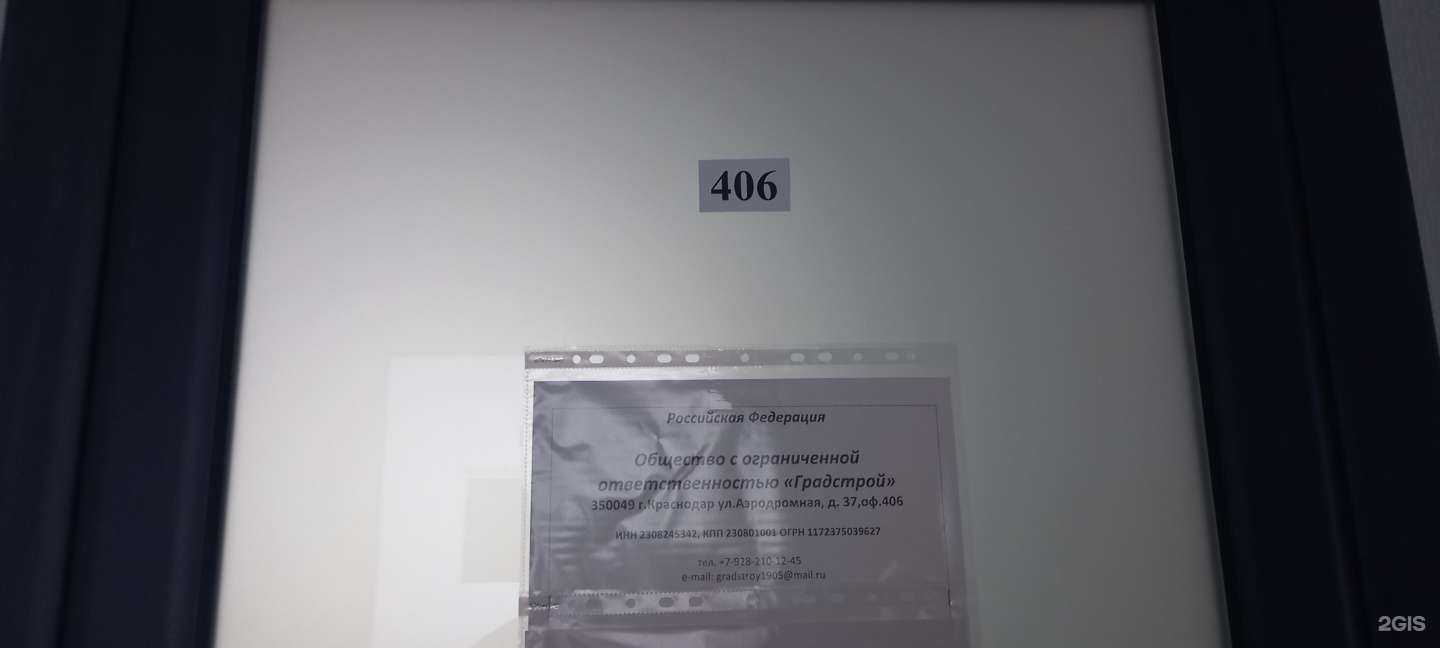 406
Российская Федерация
Общество с ограниченной
ответственностью «Градстрой»
350049 г.Краснодар ул.Аэродромная, д. 37,оф.406
ИНН 2308245342, КПП 230801001 ОГРН 1172375039627
тел. +7-928-210-12-45
e-mail: gradstroy1905@mail.ru
2GIS